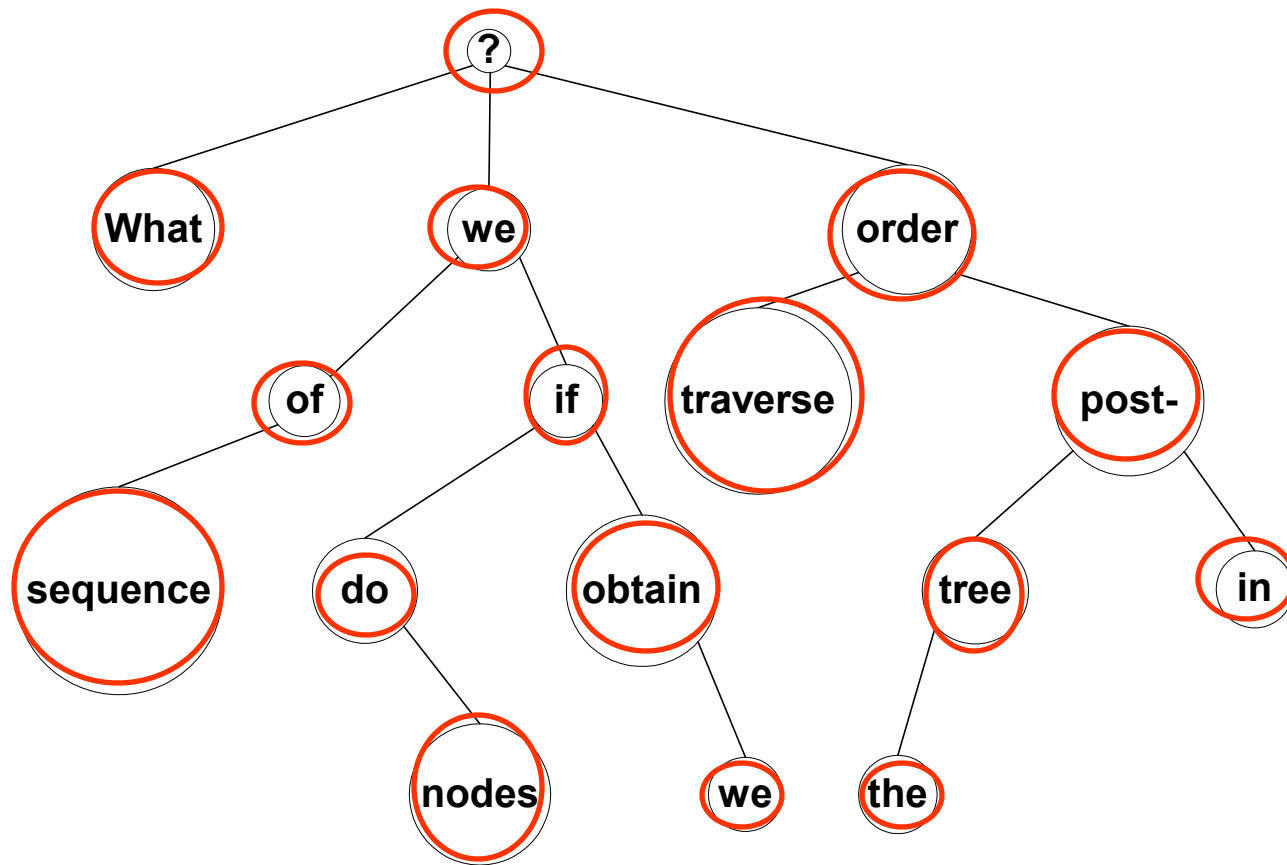 ?
What we order
of if traverse post-
sequence do obtain tree in
nodes we the